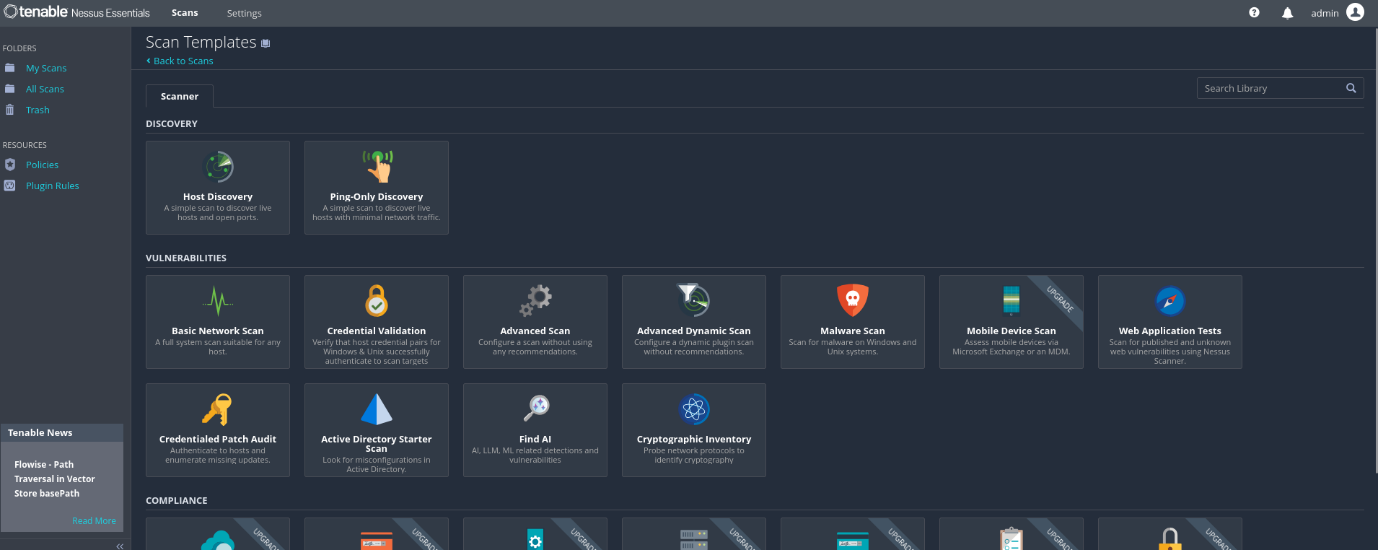 tenable Nessus Essentials
Scans
Settings
admin
FOLDERS
My Scans
All Scans
Trash
RESOURCES
Policies
Plugin Rules
Tenable News
Flowise - Path
Traversal in Vector
Store basePath
Read More
Scan Templates
Back to Scans
Scanner
Search Library
DISCOVERY
Host Discovery
A simple scan to discover live
hosts and open ports.
Ping-Only Discovery
A simple scan to discover live
hosts with minimal network traffic.
VULNERABILITIES
Basic Network Scan
A full system scan suitable for any
host.
Credential Validation
Verify that host credential pairs for
Windows & Unix successfully
authenticate to scan targets
Advanced Scan
Configure a scan without using
any recommendations.
Advanced Dynamic Scan
Configure a dynamic plugin scan
without recommendations.
Malware Scan
Scan for malware on Windows and
Unix systems.
UPGRADE
Mobile Device Scan
Assess mobile devices via
Microsoft Exchange or an MDM.
Web Application Tests
Scan for published and unknown
web vulnerabilities using Nessus
Scanner.
Credentialed Patch Audit
Authenticate to hosts and
enumerate missing updates.
Active Directory Starter
Scan
Look for misconfigurations in
Active Directory.
Find AI
AI, LLM, ML related detections and
vulnerabilities
Cryptographic Inventory
Probe network protocols to
identify cryptography
COMPLIANCE
UPGRADE
UPGRADE
UPGRADE
UPGRADE
UPGRADE
UPGRADE
UPGRADE